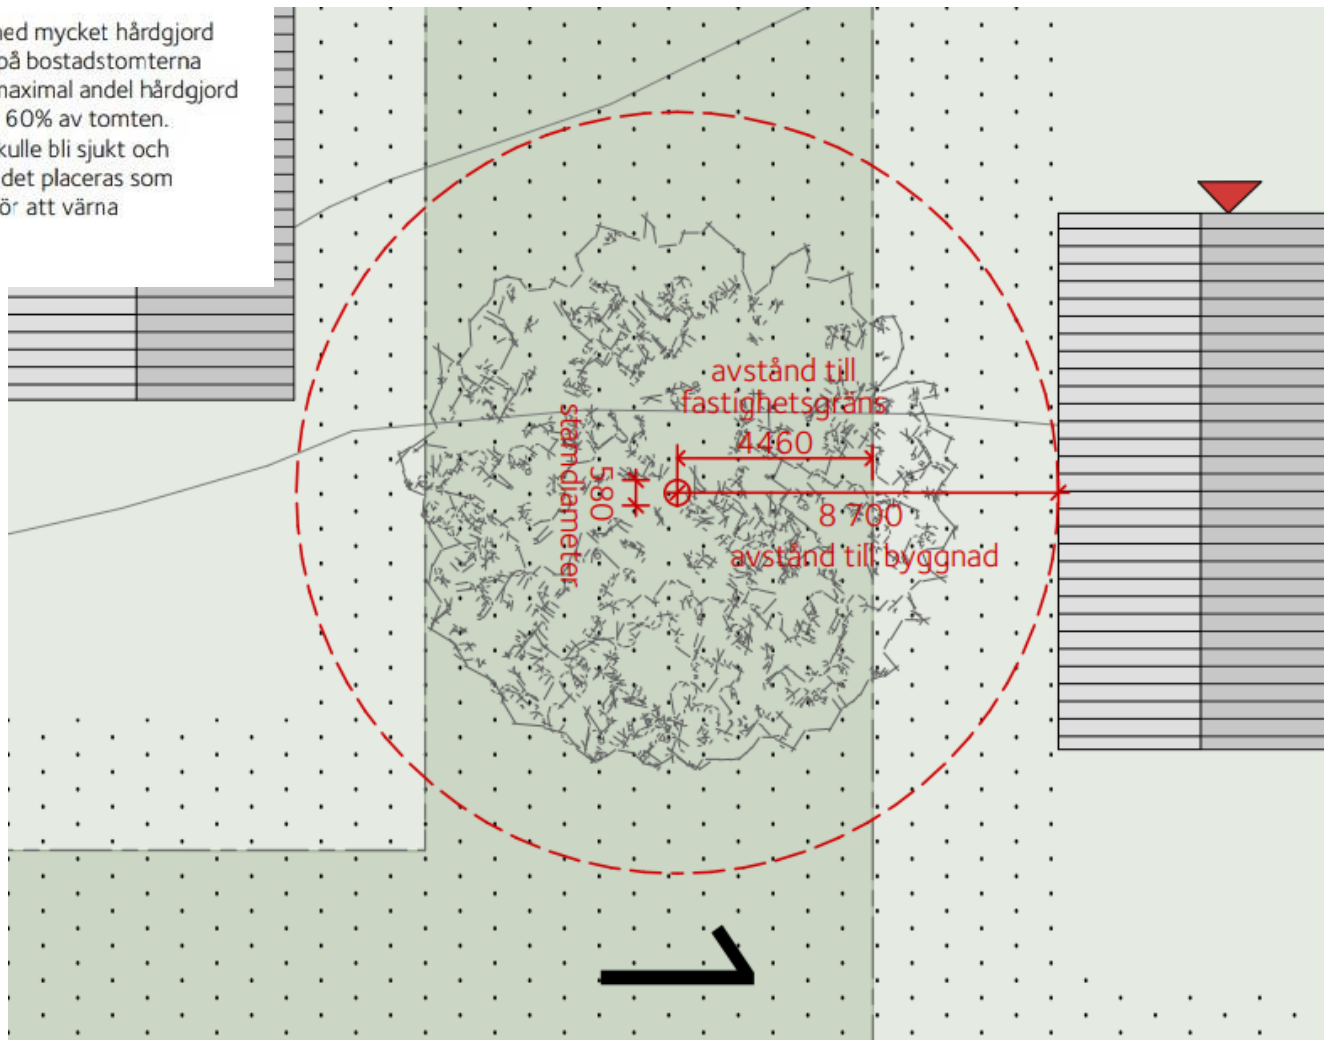 med mycket hårdgjord
på bostadstomterna
maximal andel hårdgjord
60% av tomten.
kulle bli sjukt och
det placeras som
ör att värna
avstånd till
fastighetsgräns
4460
stamdiameter
580
8 700
avstånd till byggnad